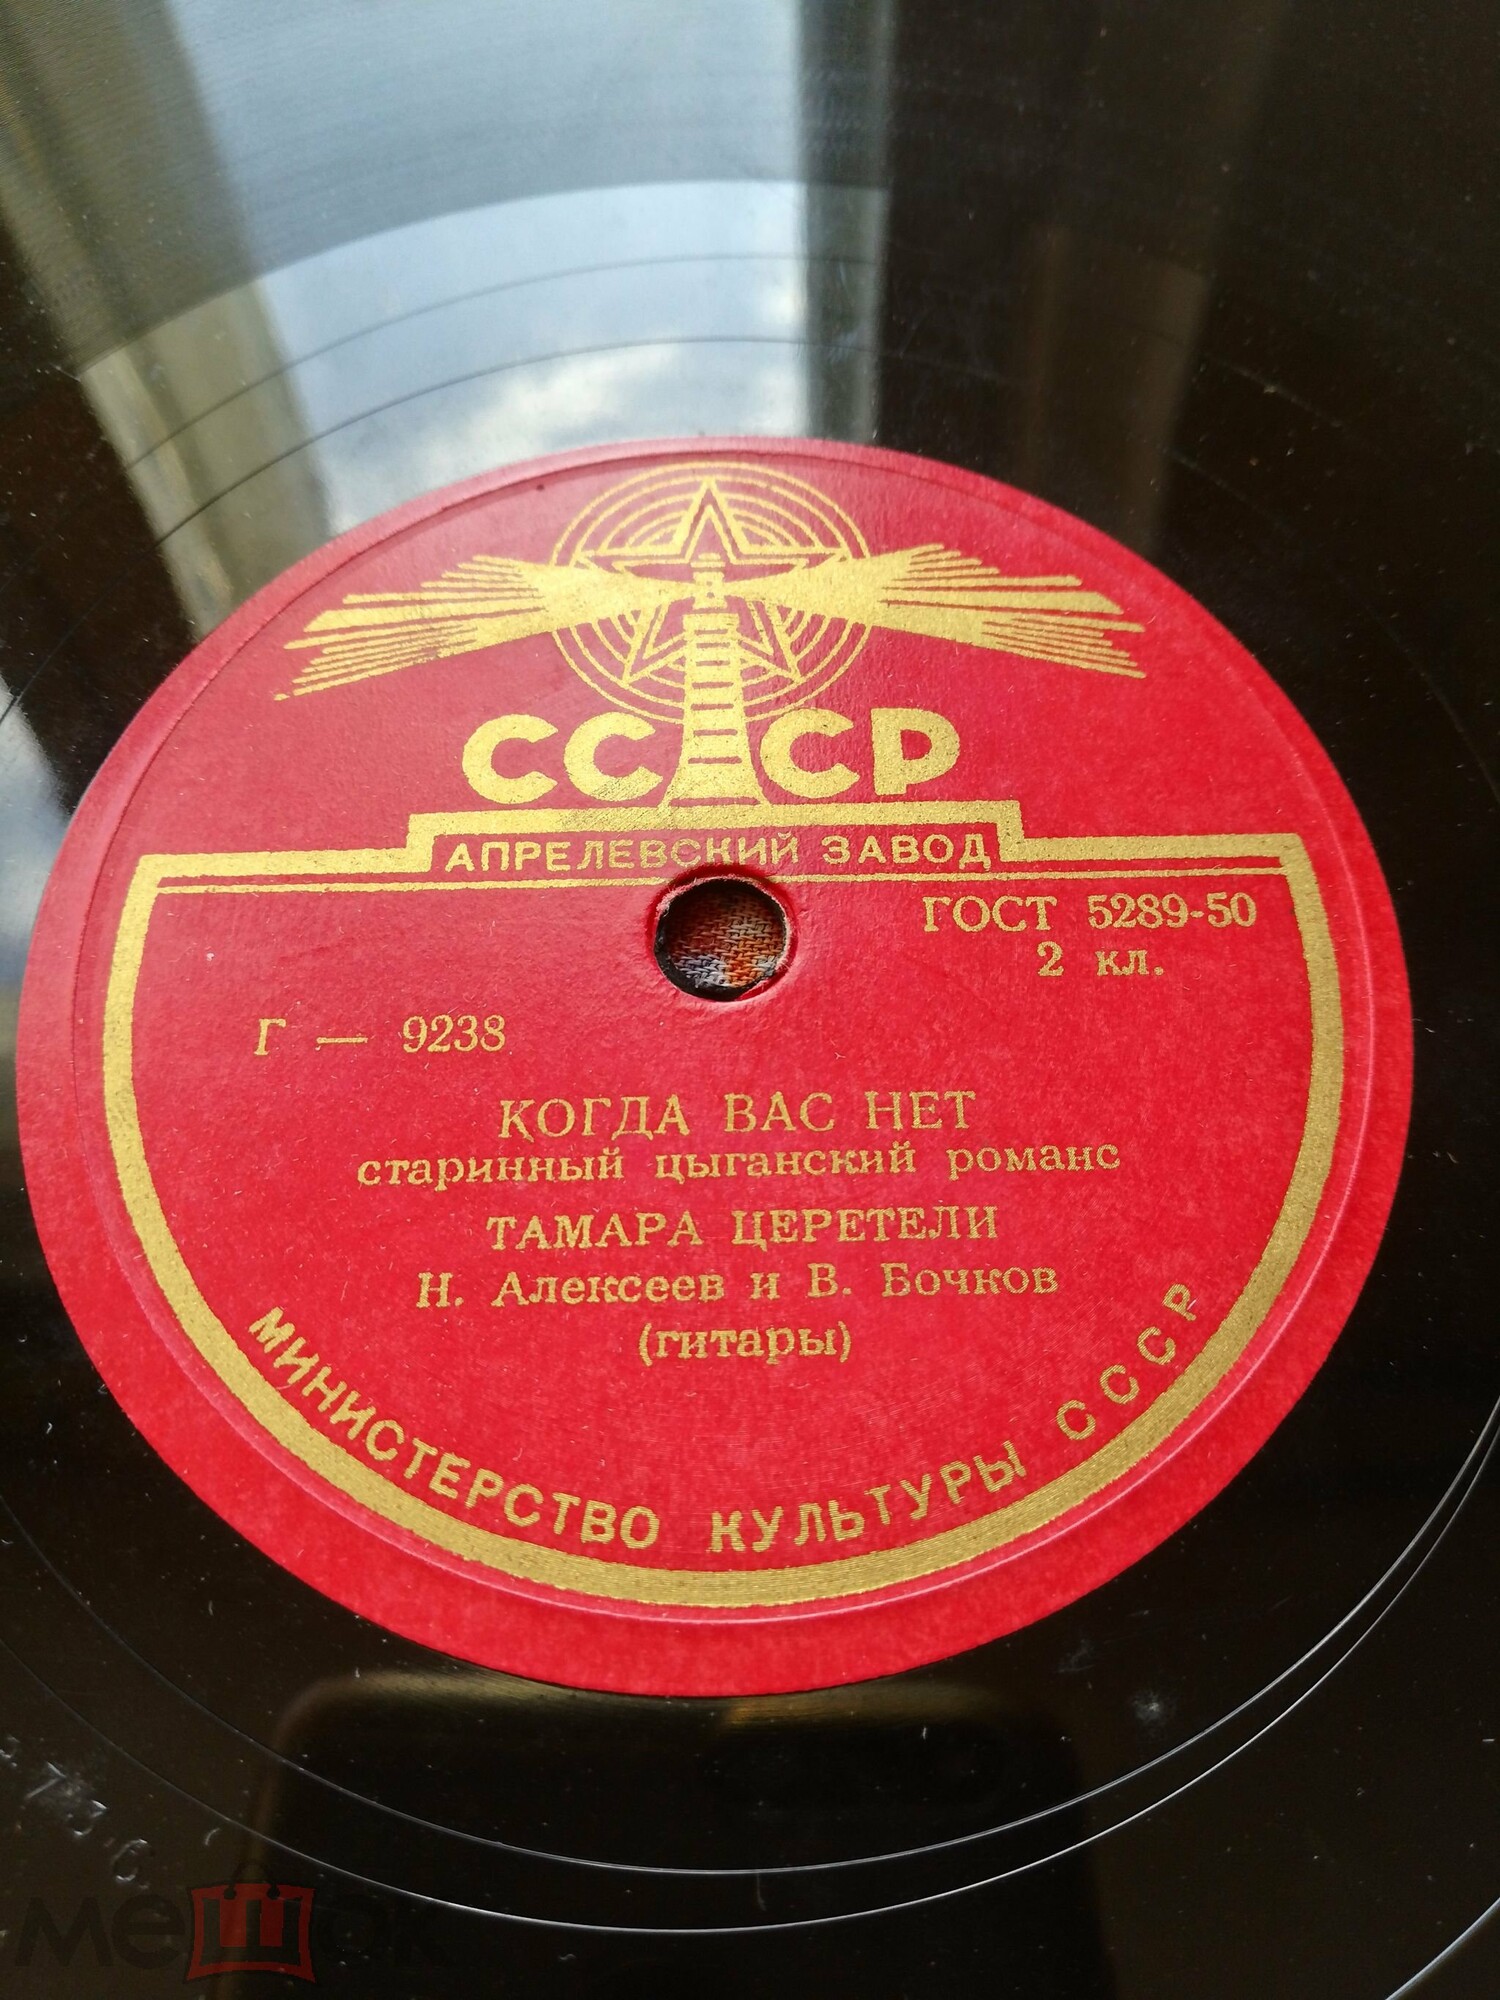 СССР
АПРЕЛЕВСКИЙ ЗАВОД
ГОСТ 5289-50
2 кл.
Г — 9238
КОГДА ВАС НЕТ
старинный цыганский романс
ТАМАРА ЦЕРЕТЕЛИ
Н. Алексеев и В. Бочков
(гитары)
МИНИСТЕРСТВО КУЛЬТУРЫ СССР
мешок